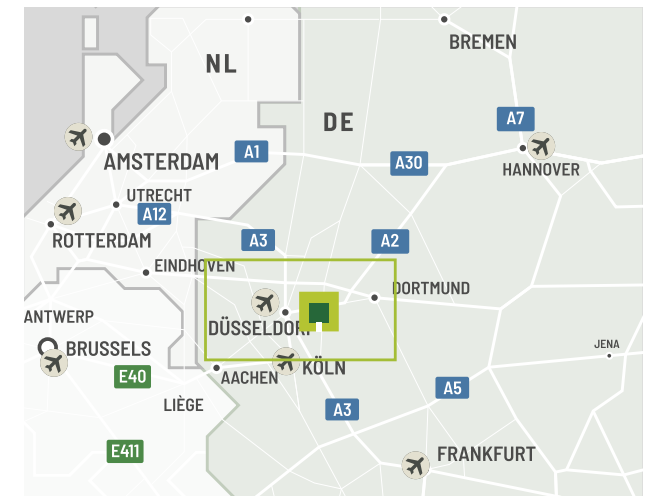 BREMEN
NL
DE
A7
AMSTERDAM
A1
A30
HANNOVER
UTRECHT
A12
ROTTERDAM
A3
A2
EINDHOVEN
DORTMUND
ANTWERP
DÜSSELDORF
BRUSSELS
JENA
KÖLN
E40
AACHEN
A5
LIÈGE
A3
E411
FRANKFURT